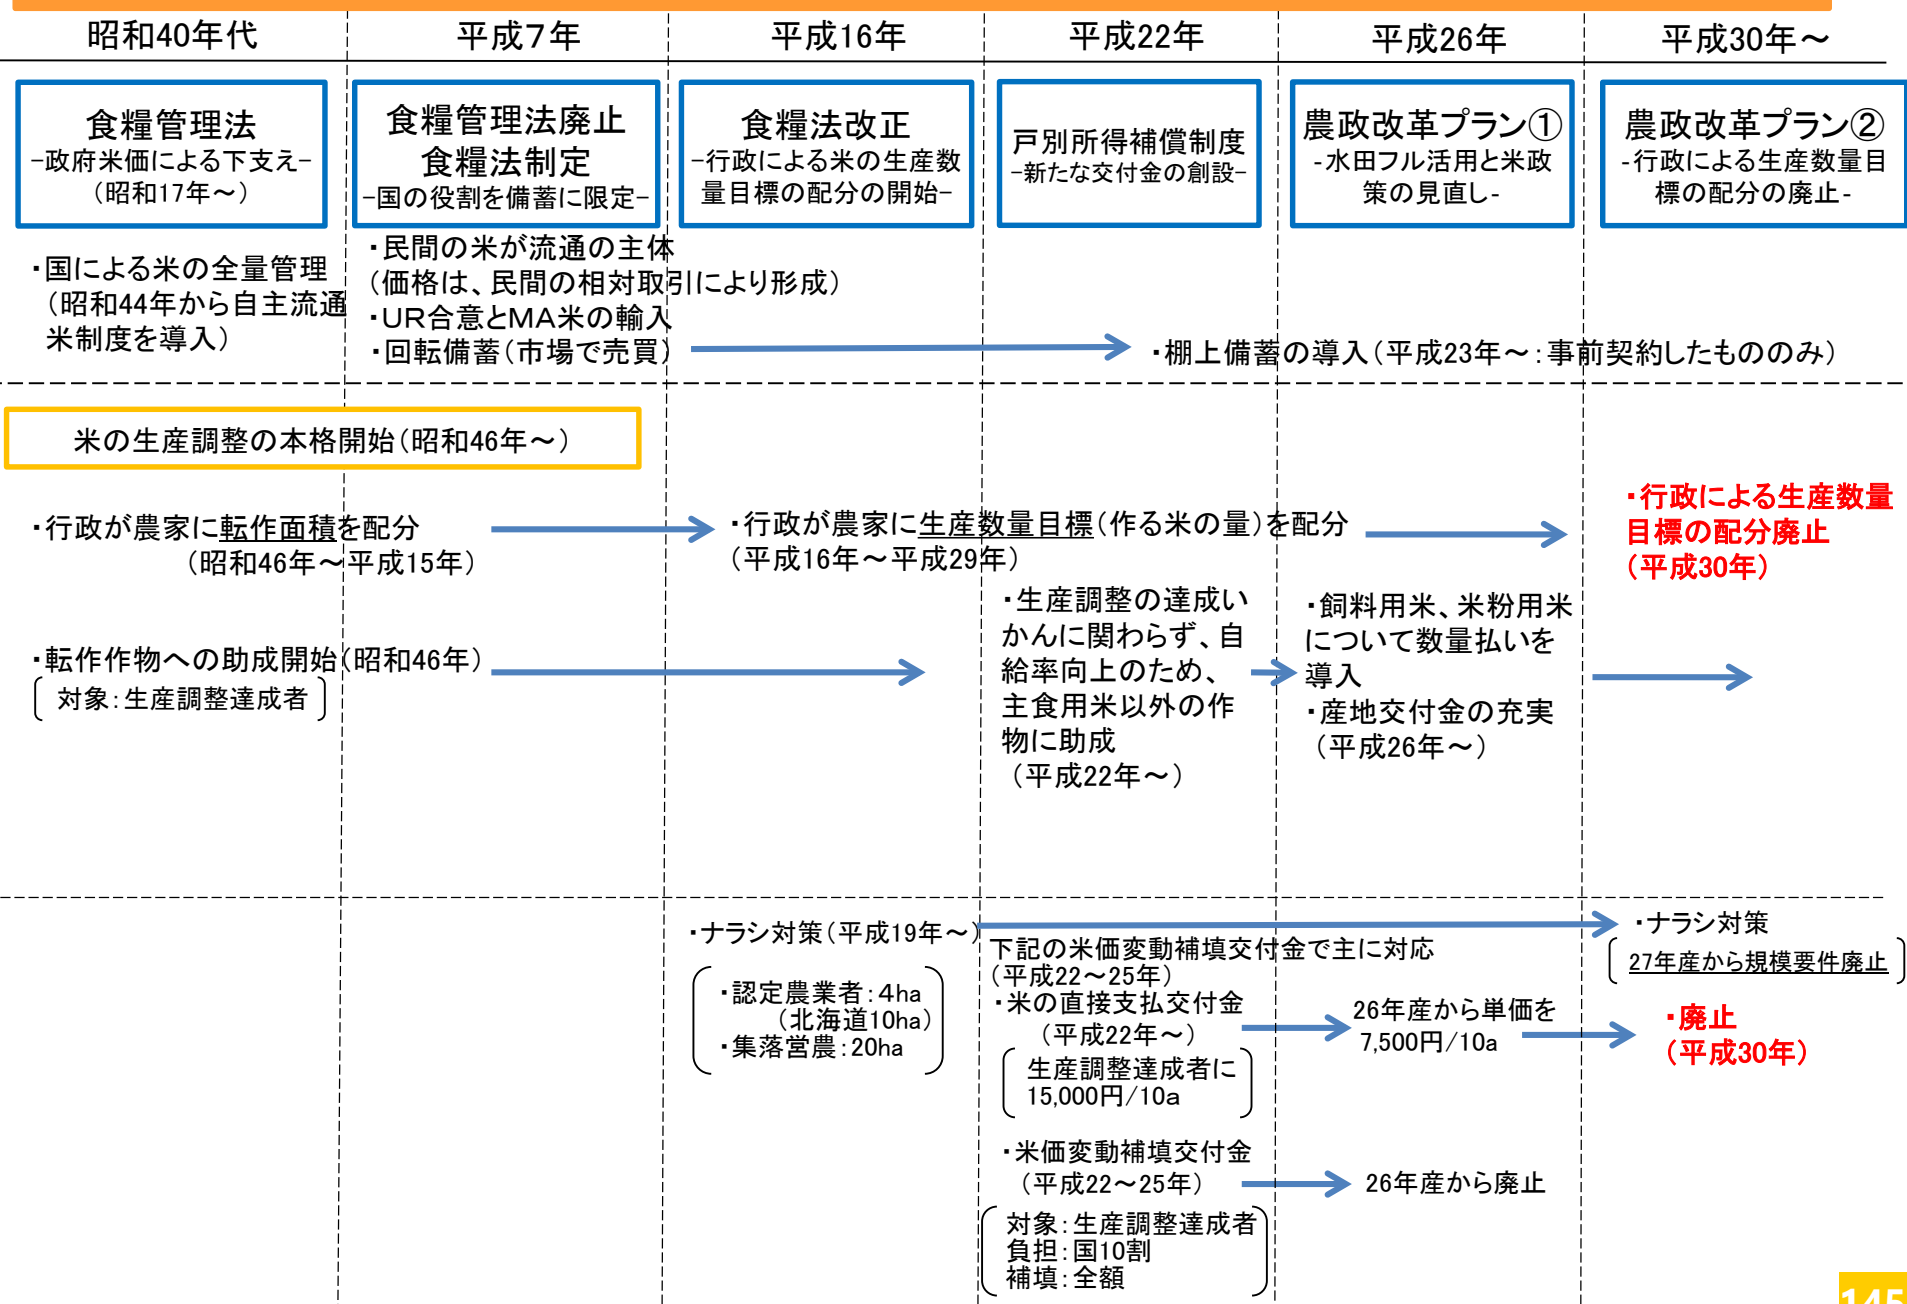 昭和40年代
平成7年
平成16年
平成22年
平成26年
平成30年～
食糧管理法
-政府米価による下支え-
（昭和17年～）
食糧管理法廃止
食糧法制定
-国の役割を備蓄に限定-
食糧法改正
-行政による米の生産数
量目標の配分の開始-
戸別所得補償制度
-新たな交付金の創設-
農政改革プラン①
-水田フル活用と米政
策の見直し-
農政改革プラン②
-行政による生産数量目
標の配分の廃止-
・国による米の全量管理
（昭和44年から自主流通
米制度を導入）
・民間の米が流通の主体
（価格は、民間の相対取引により形成）
・UR合意とMA米の輸入
・回転備蓄（市場で売買）
・棚上備蓄の導入（平成23年～：事前契約したもののみ）
米の生産調整の本格開始（昭和46年～）
・行政が農家に転作面積を配分
（昭和46年～平成15年）
・行政が農家に生産数量目標（作る米の量）を配分
（平成16年～平成29年）
・行政による生産数量
目標の配分廃止
（平成30年）
・転作作物への助成開始（昭和46年）
対象：生産調整達成者
・生産調整の達成い
かんに関わらず、自
給率向上のため、
主食用米以外の作
物に助成
（平成22年～）
・飼料用米、米粉用米
について数量払いを
導入
・産地交付金の充実
（平成26年～）
・ナラシ対策（平成19年～）
・認定農業者：4ha
（北海道10ha）
・集落営農：20ha
下記の米価変動補填交付金で主に対応
（平成22～25年）
・米の直接支払交付金
（平成22年～）
生産調整達成者に
15,000円/10a
26年産から単価を
7,500円/10a
・ナラシ対策
27年産から規模要件廃止
・廃止
（平成30年）
・米価変動補填交付金
（平成22～25年）
26年産から廃止
対象：生産調整達成者
負担：国10割
補填：全額
145